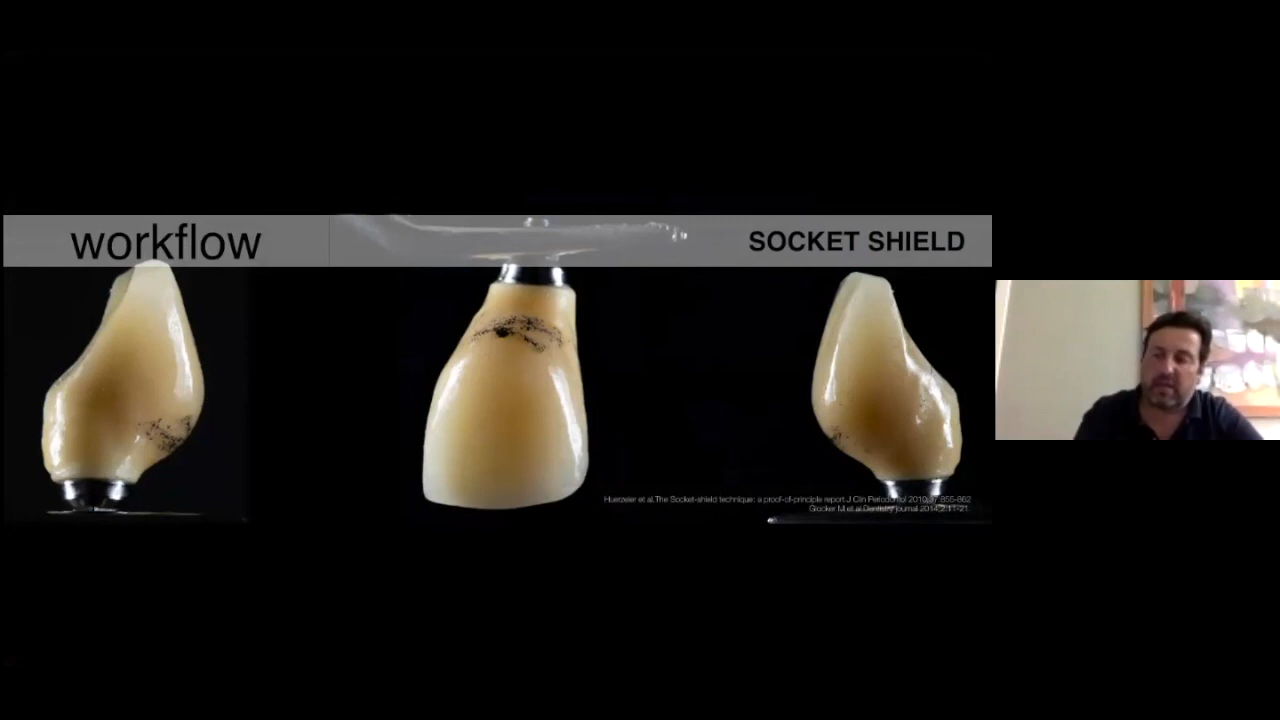 workflow
SOCKET SHIELD
Huerzeler et al.The Socket-shield technique: a proof-of-principle report.J Clin Periodontol 2010;37:855-862
Glocker M et al.Dentistry journal 2014;2:11-21.